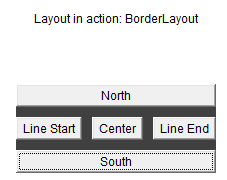 Layout in action: BorderLayout
North
Line Start Center Line End
South